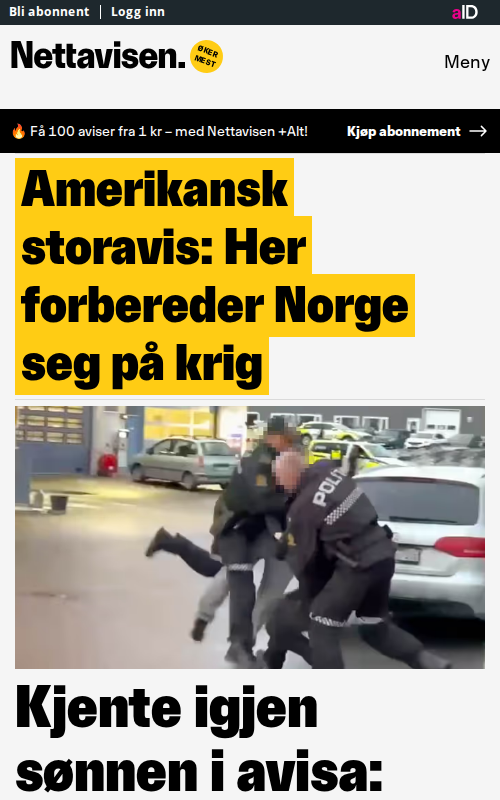 Bli abonnent | Logg inn
aID
Nettavisen.
ØKER
MEST
Meny
Få 100 aviser fra 1 kr – med Nettavisen +Alt!
Kjøp abonnement
Amerikansk
storavis: Her
forbereder Norge
seg på krig
POLITI
Kjente igjen
sønnen i avisa: